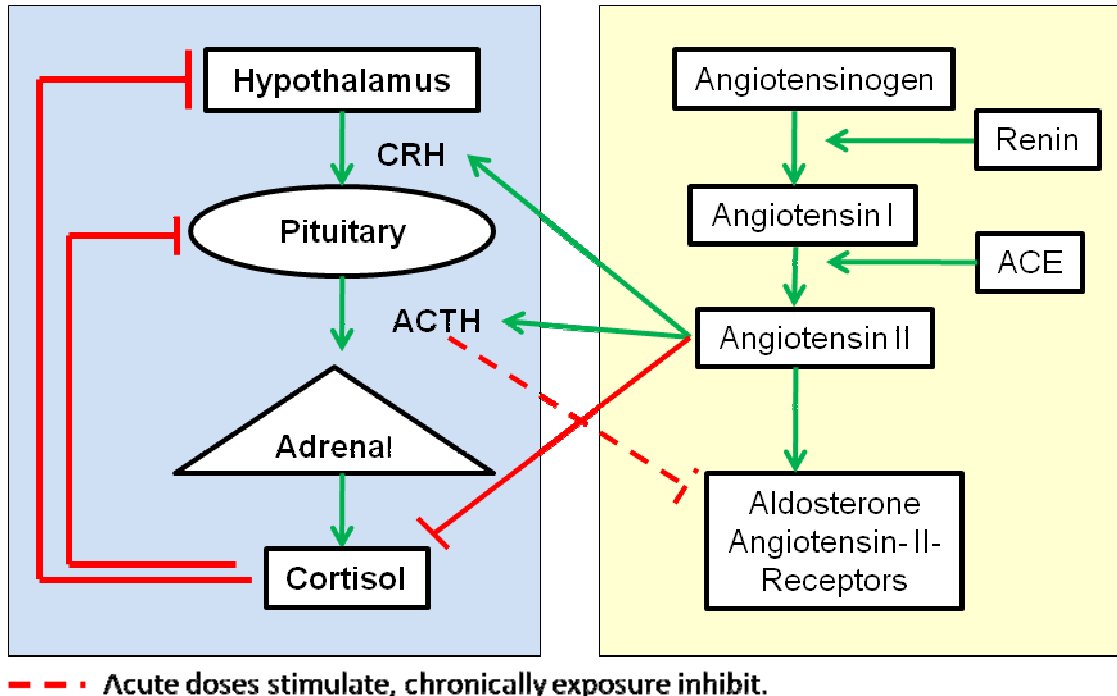 Hypothalamus
CRH
Pituitary
ACTH
Adrenal
Cortisol
Angiotensinogen
Renin
Angiotensin I
ACE
Angiotensin II
Aldosterone
Angiotensin-II-
Receptors
Acute doses stimulate, chronically exposure inhibit.